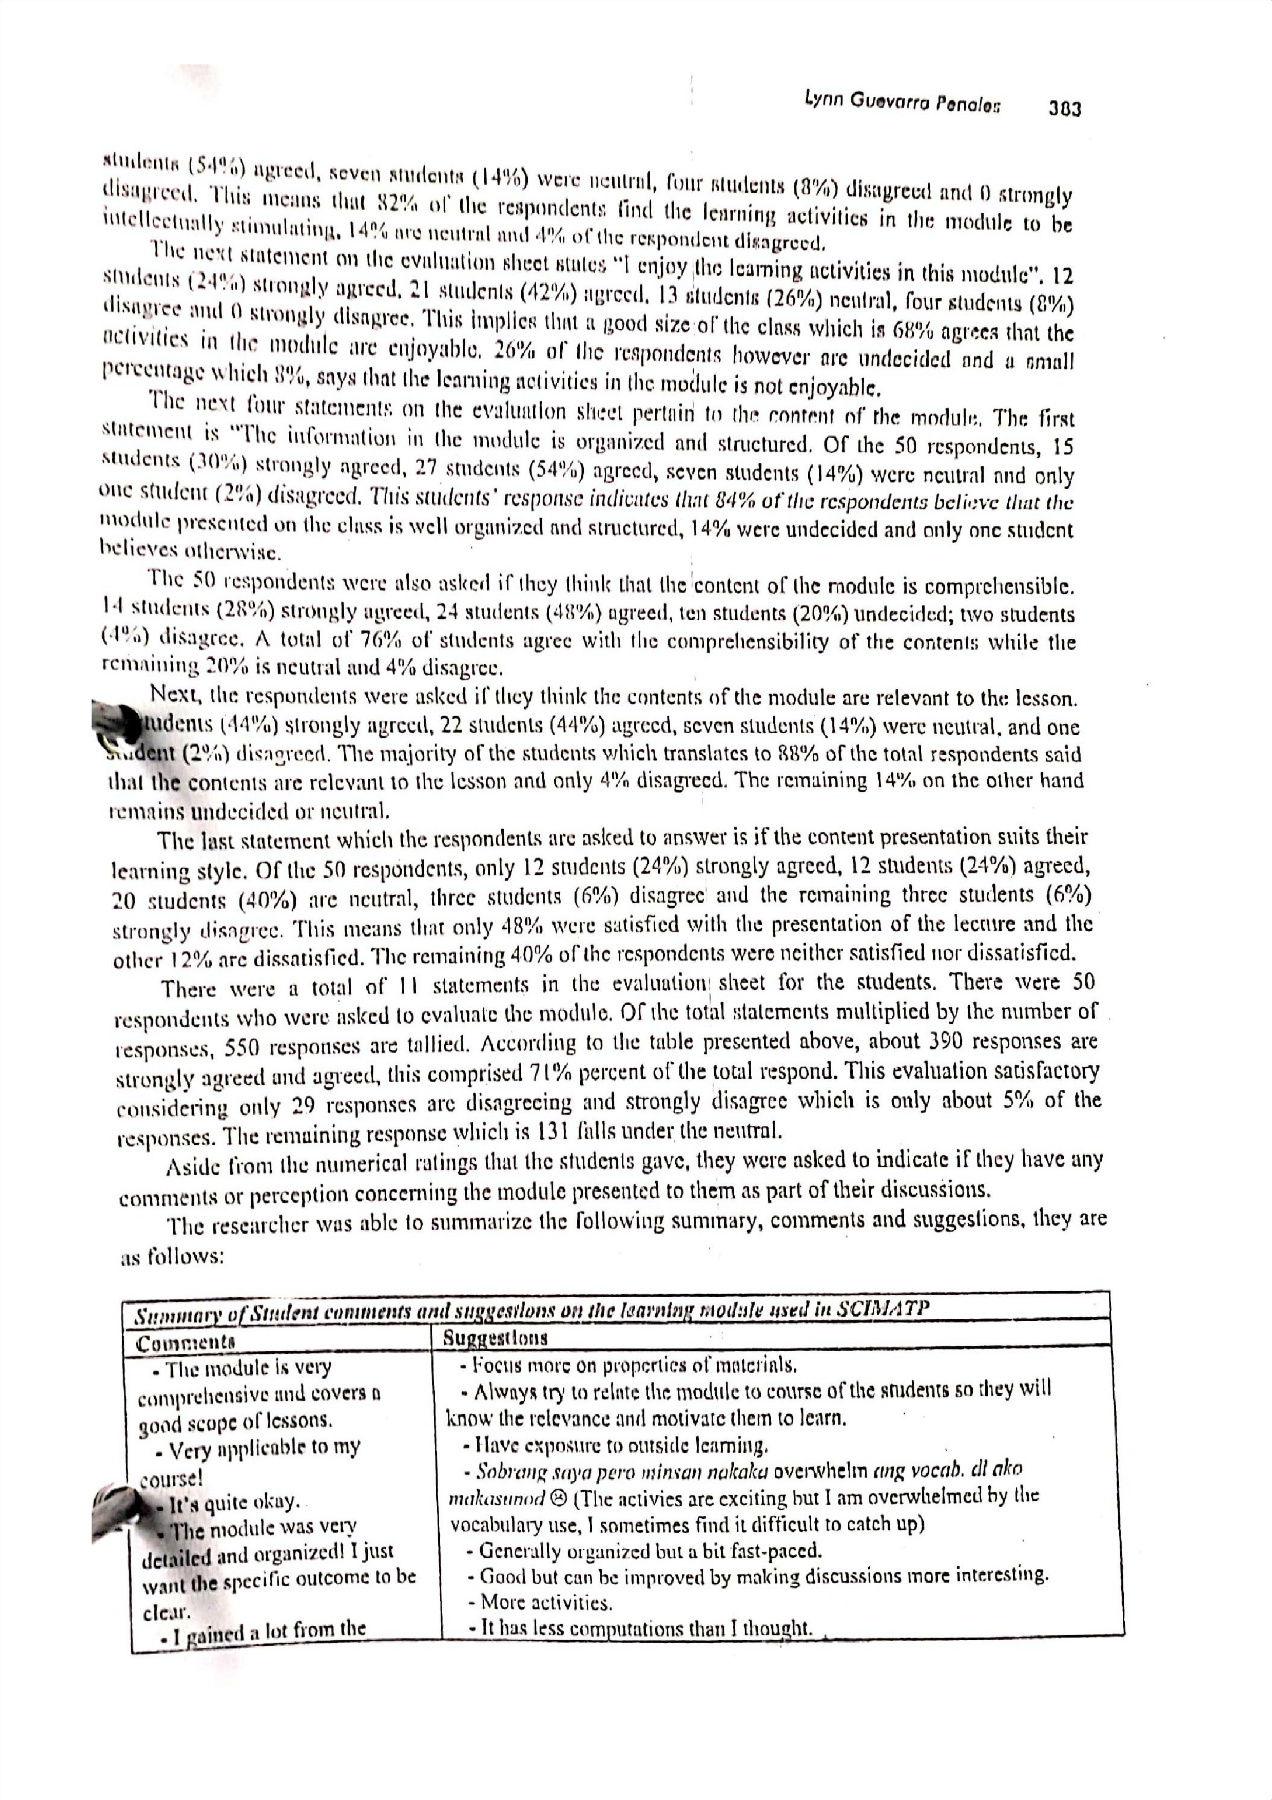 Lynn Guevarra Penales 383
students (54%) agreed, seven students (14%) were neutral, four students (8%) disagreed and 0 strongly
disagreed. This means that 82% of the respondents find the learning activities in the module to be
intellectually stimulating, 14% are neutral and 4% of the respondent disagreed.
The next statement on the evaluation sheet states "I enjoy the learning activities in this module". 12
students (24%) strongly agreed, 21 students (42%) agreed, 13 students (26%) neutral, four students (8%)
disagree and 0 strongly disagree. This implies that a good size of the class which is 68% agrees that the
activities in the module are enjoyable. 26% of the respondents however are undecided and a small
percentage which 8%, says that the learning activities in the module is not enjoyable.
The next four statements on the evaluation sheet pertain to the content of the module. The first
statement is "The information in the module is organized and structured. Of the 50 respondents, 15
students (30%) strongly agreed, 27 students (54%) agreed, seven students (14%) were neutral and only
one student (2%) disagreed. This students' response indicates that 84% of the respondents believe that the
module presented on the class is well organized and structured, 14% were undecided and only one student
believes otherwise.
The 50 respondents were also asked if they think that the content of the module is comprehensible.
14 students (28%) strongly agreed, 24 students (48%) agreed, ten students (20%) undecided; two students
(4%) disagree. A total of 76% of students agree with the comprehensibility of the contents while the
remaining 20% is neutral and 4% disagree.
Next, the respondents were asked if they think the contents of the module are relevant to the lesson.
students (44%) strongly agreed, 22 students (44%) agreed, seven students (14%) were neutral, and one
student (2%) disagreed. The majority of the students which translates to 88% of the total respondents said
that the contents are relevant to the lesson and only 4% disagreed. The remaining 14% on the other hand
remains undecided or neutral.
The last statement which the respondents are asked to answer is if the content presentation suits their
learning style. Of the 50 respondents, only 12 students (24%) strongly agreed, 12 students (24%) agreed,
20 students (40%) are neutral, three students (6%) disagree and the remaining three students (6%)
strongly disagree. This means that only 48% were satisfied with the presentation of the lecture and the
other 12% are dissatisfied. The remaining 40% of the respondents were neither satisfied nor dissatisfied.
There were a total of 11 statements in the evaluation sheet for the students. There were 50
respondents who were asked to evaluate the module. Of the total statements multiplied by the number of
responses, 550 responses are tallied. According to the table presented above, about 390 responses are
strongly agreed and agreed, this comprised 71% percent of the total respond. This evaluation satisfactory
considering only 29 responses are disagreeing and strongly disagree which is only about 5% of the
responses. The remaining response which is 131 falls under the neutral.
Aside from the numerical ratings that the students gave, they were asked to indicate if they have any
comments or perception concerning the module presented to them as part of their discussions.
The researcher was able to summarize the following summary, comments and suggestions, they are
as follows:
Summary of Student comments and suggestions on the learning module used in SCIMATP
Comments
- The module is very
comprehensive and covers a
good scope of lessons.
- Very applicable to my
course!
- It's quite okay.
- The module was very
detailed and organized! I just
want the specific outcome to be
clear.
- I gained a lot from the
Suggestions
- Focus more on properties of materials.
- Always try to relate the module to course of the students so they will
know the relevance and motivate them to learn.
- Have exposure to outside learning.
- Sobrang saya pero minsan nakaka overwhelm ang vocab. di ako
makasunod ☹ (The activies are exciting but I am overwhelmed by the
vocabulary use, I sometimes find it difficult to catch up)
- Generally organized but a bit fast-paced.
- Good but can be improved by making discussions more interesting.
- More activities.
- It has less computations than I thought.